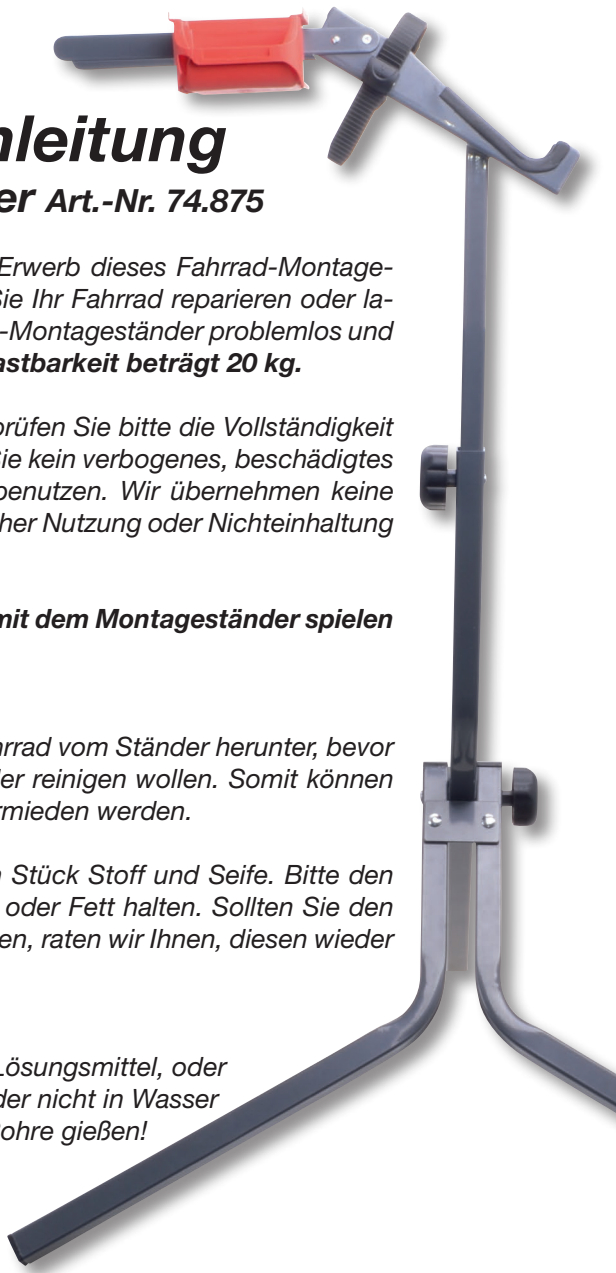 nleitung
er Art.-Nr. 74.875
Erwerb dieses Fahrrad-Montage-
Sie Ihr Fahrrad reparieren oder la-
-Montageständer problemlos und
astbarkeit beträgt 20 kg.
prüfen Sie bitte die Vollständigkeit
Sie kein verbogenes, beschädigtes
benutzen. Wir übernehmen keine
cher Nutzung oder Nichteinhaltung
mit dem Montageständer spielen
hrrad vom Ständer herunter, bevor
der reinigen wollen. Somit können
rmieden werden.
n Stück Stoff und Seife. Bitte den
oder Fett halten. Sollten Sie den
en, raten wir Ihnen, diesen wieder
Lösungsmittel, oder
der nicht in Wasser
Rohre gießen!